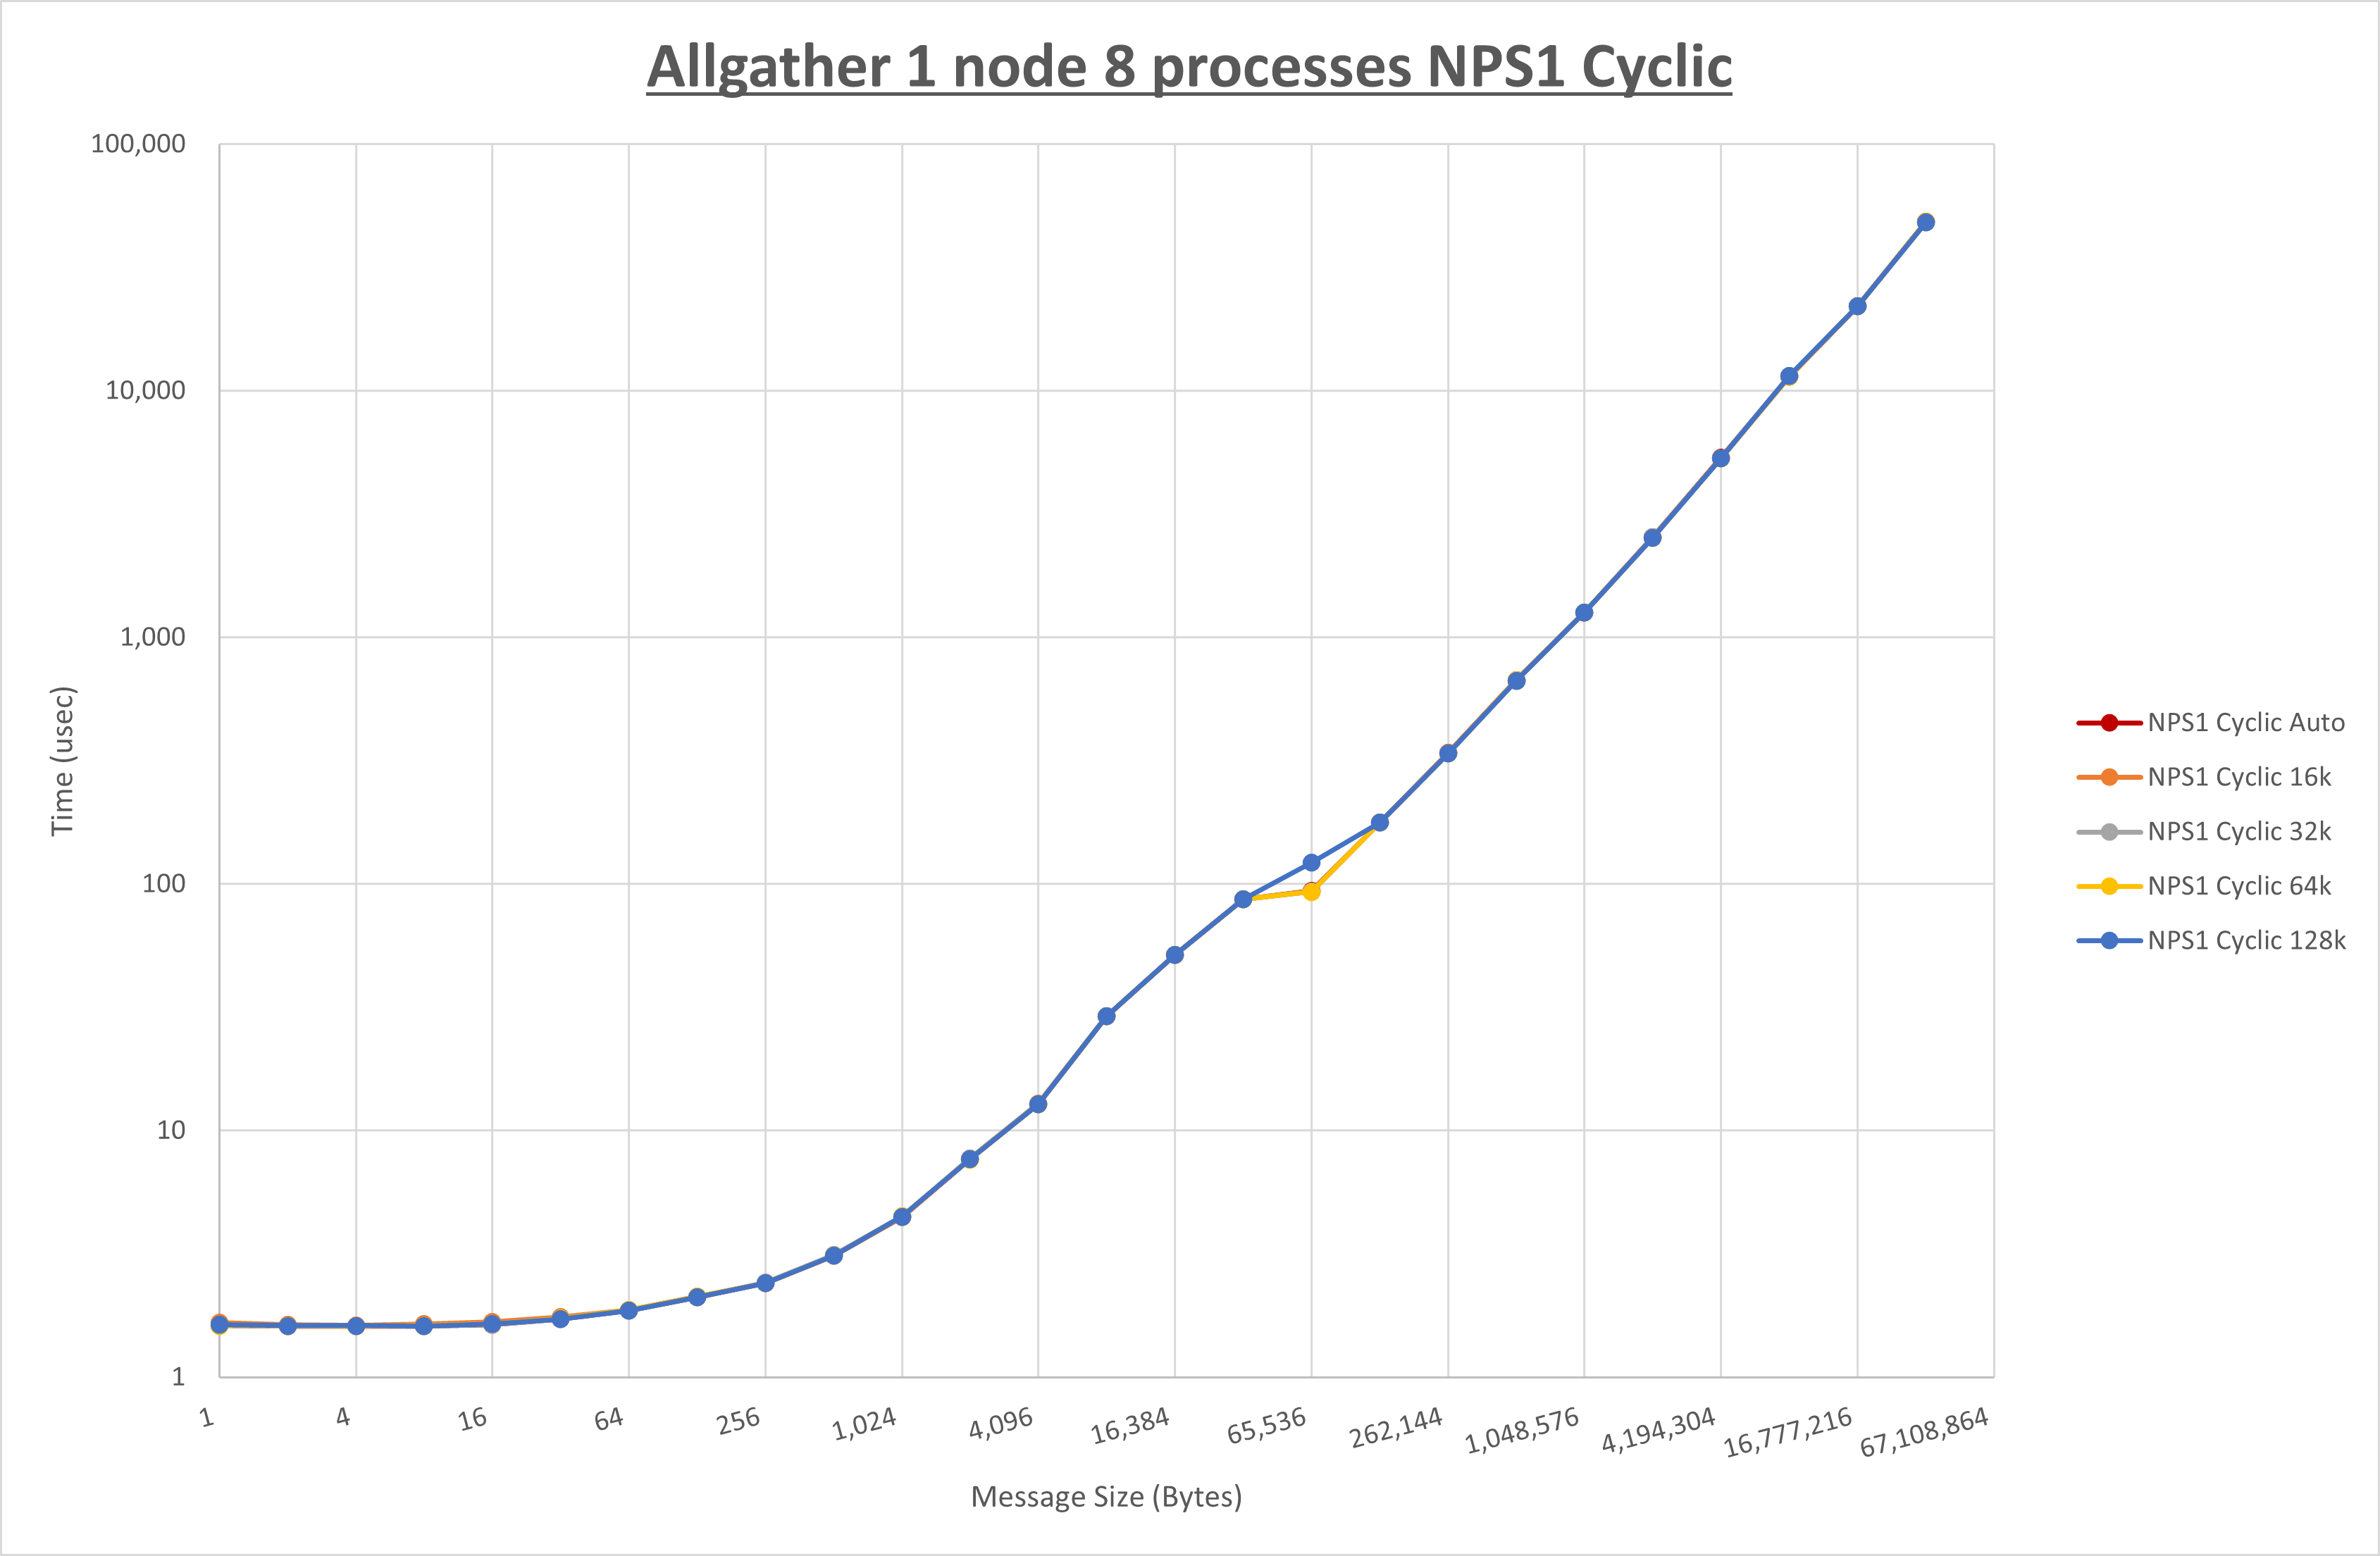 Allgather 1 node 8 processes NPS1 Cyclic
100,000
10,000
1,000
100
10
1
Time (usec)
1
4
16
64
256
1,024
4,096
16,384
65,536
262,144
1,048,576
4,194,304
16,777,216
67,108,864
Message Size (Bytes)
NPS1 Cyclic Auto
NPS1 Cyclic 16k
NPS1 Cyclic 32k
NPS1 Cyclic 64k
NPS1 Cyclic 128k